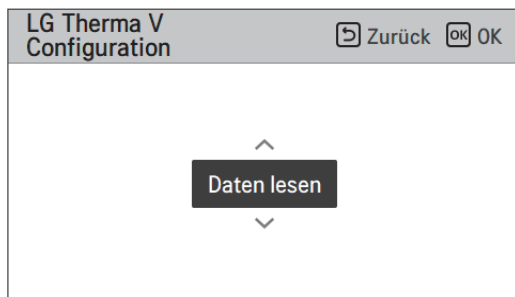 LG Therma V
Configuration
Zurück OK OK
Daten lesen